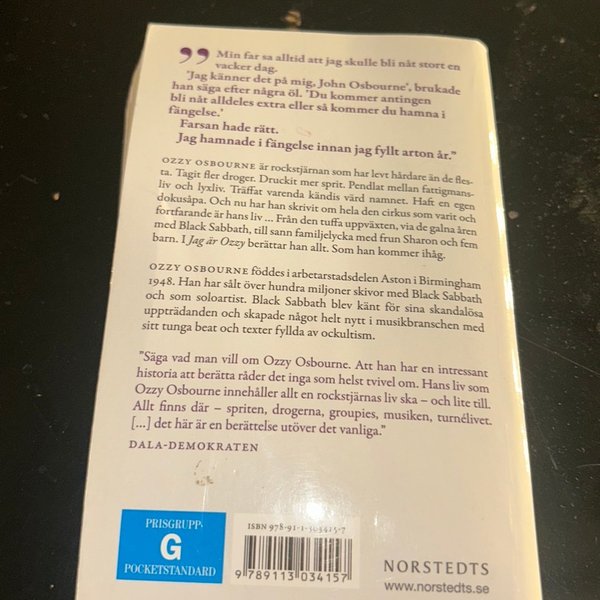 ”Min far sa alltid att jag skulle bli nåt stort en
vacker dag.
'Jag känner det på mig, John Osbourne', brukade
han säga efter några öl. 'Du kommer antingen
bli nåt alldeles extra eller så kommer du hamna i
fängelse.'
Farsan hade rätt.
Jag hamnade i fängelse innan jag fyllt arton år.”
OZZY OSBOURNE är rockstjärnan som har levt hårdare än de fles-
ta. Tagit fler droger. Druckit mer sprit. Pendlat mellan fattigmans-
liv och lyxliv. Träffat varenda kändis värd namnet. Haft en egen
dokusåpa. Och nu har han skrivit om hela den cirkus som varit och
fortfarande är hans liv ... Från den tuffa uppväxten, via de galna åren
med Black Sabbath, till sann familjelycka med frun Sharon och fem
barn. I Jag är Ozzy berättar han allt. Som han kommer ihåg.
OZZY OSBOURNE föddes i arbetarstadsdelen Aston i Birmingham
1948. Han har sålt över hundra miljoner skivor med Black Sabbath
och som soloartist. Black Sabbath blev känt för sina skandalösa
uppträdanden och skapade något helt nytt i musikbranschen med
sitt tunga beat och texter fyllda av ockultism.
”Säga vad man vill om Ozzy Osbourne. Att han har en intressant
historia att berätta råder det inga som helst tvivel om. Hans liv som
Ozzy Osbourne innehåller allt en rockstjärnas liv ska – och lite till.
Allt finns där – spriten, drogerna, groupies, musiken, turnélivet.
[...] det här är en berättelse utöver det vanliga.”
DALA-DEMOKRATEN
PRISGRUPP·
G
POCKETSTANDARD
ISBN 978-91-1-303415-7
9 789113 034157
NORSTEDTS
www.norstedts.se